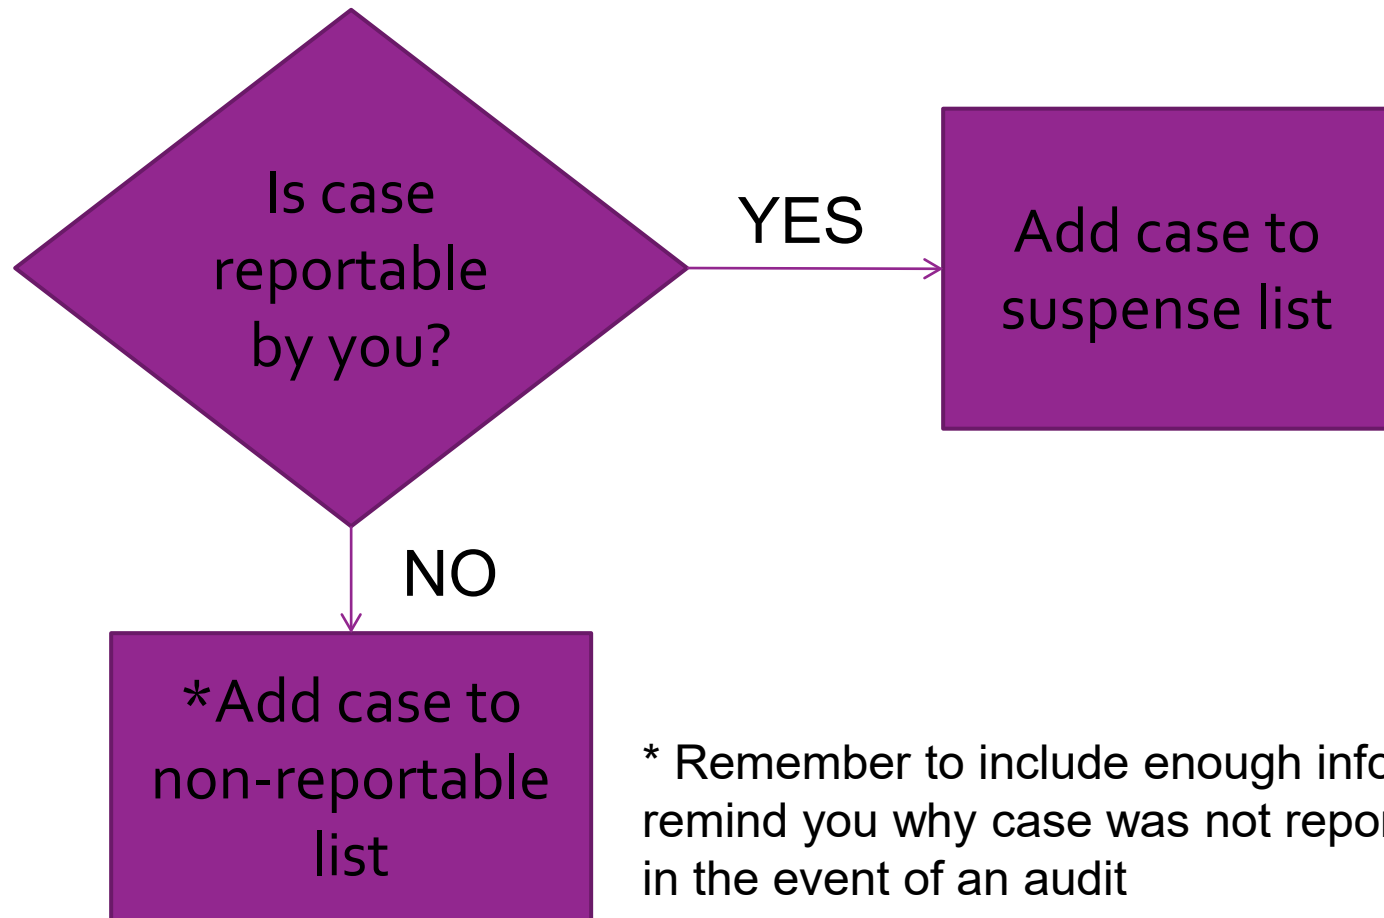 Is case
reportable
by you?
YES
Add case to
suspense list
NO
*Add case to
non-reportable
list
* Remember to include enough
remind you why case was not
in the event of an audit